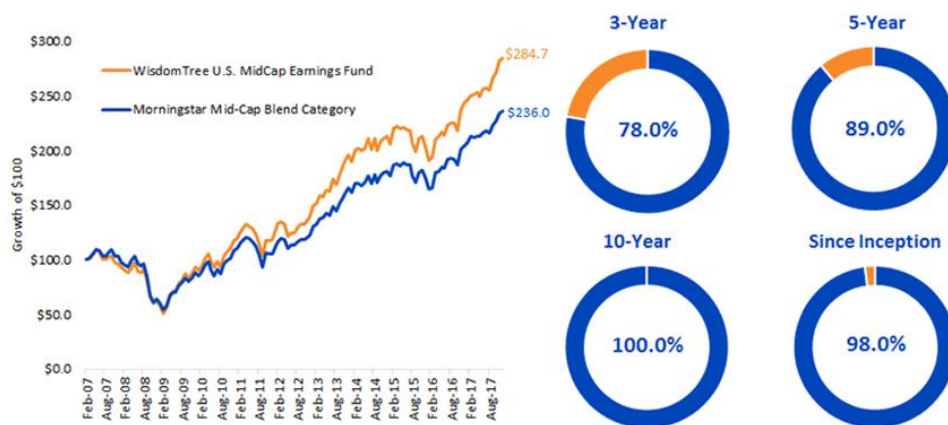 3-Year
5-Year
$300.0
$250.0
$200.0
$150.0
$100.0
$50.0
$0.0
Growth of $100
WisdomTree U.S. MidCap Earnings Fund
Morningstar Mid-Cap Blend Category
$284.7
$236.0
78.0%
89.0%
10-Year
Since Inception
100.0%
98.0%
Feb-07
Aug-07
Feb-08
Aug-08
Feb-09
Aug-09
Feb-10
Aug-10
Feb-11
Aug-11
Feb-12
Aug-12
Feb-13
Aug-13
Feb-14
Aug-14
Feb-15
Aug-15
Feb-16
Aug-16
Feb-17
Aug-17